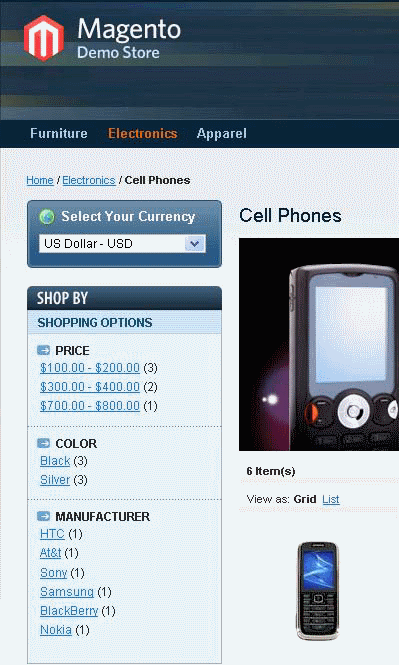 Magento
Demo Store
Furniture Electronics Apparel
Home / Electronics / Cell Phones
Select Your Currency
US Dollar - USD
Cell Phones
SHOP BY
SHOPPING OPTIONS
PRICE
$100.00 - $200.00 (3)
$300.00 - $400.00 (2)
$700.00 - $800.00 (1)
COLOR
Black (3)
Silver (3)
MANUFACTURER
HTC (1)
At&t (1)
Sony (1)
Samsung (1)
BlackBerry (1)
Nokia (1)
6 Item(s)
View as: Grid List